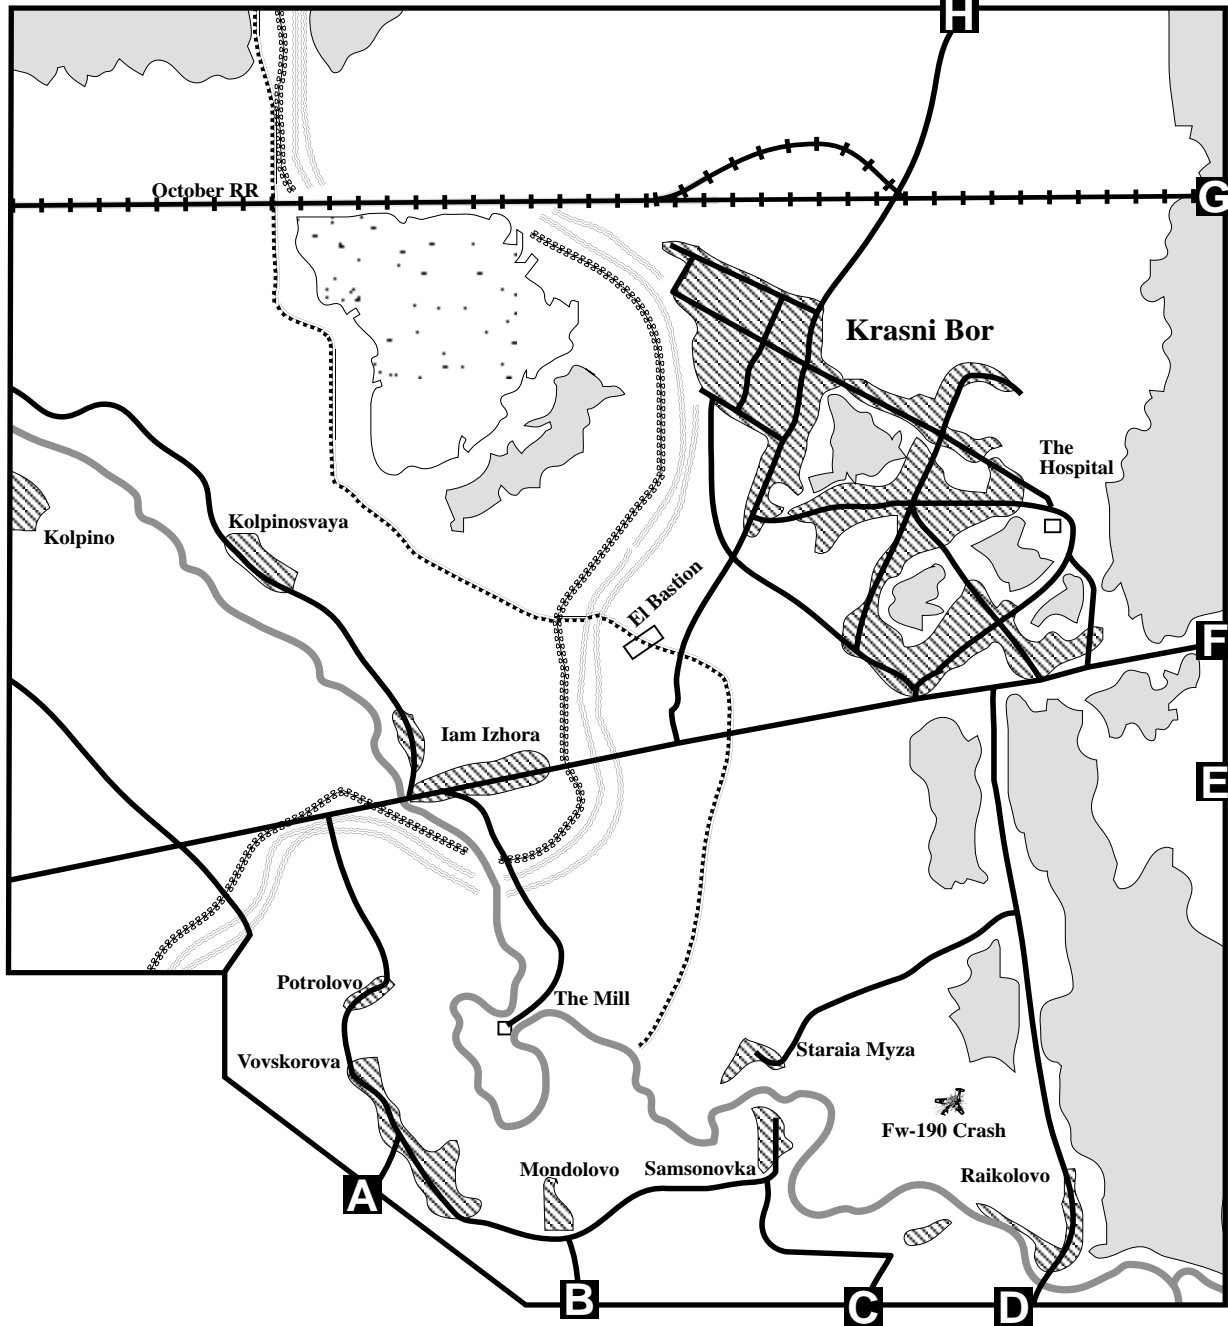 H
October RR
G
Krasni Bor
The
Hospital
Kolpinosvaya
Kolpino
El Bastion
F
Iam Izhora
E
Potrolovo
The Mill
Staraia Myza
Vovskorova
Fw-190 Crash
Mondolovo
Samsonovka
Raikolovo
A
B
C
D